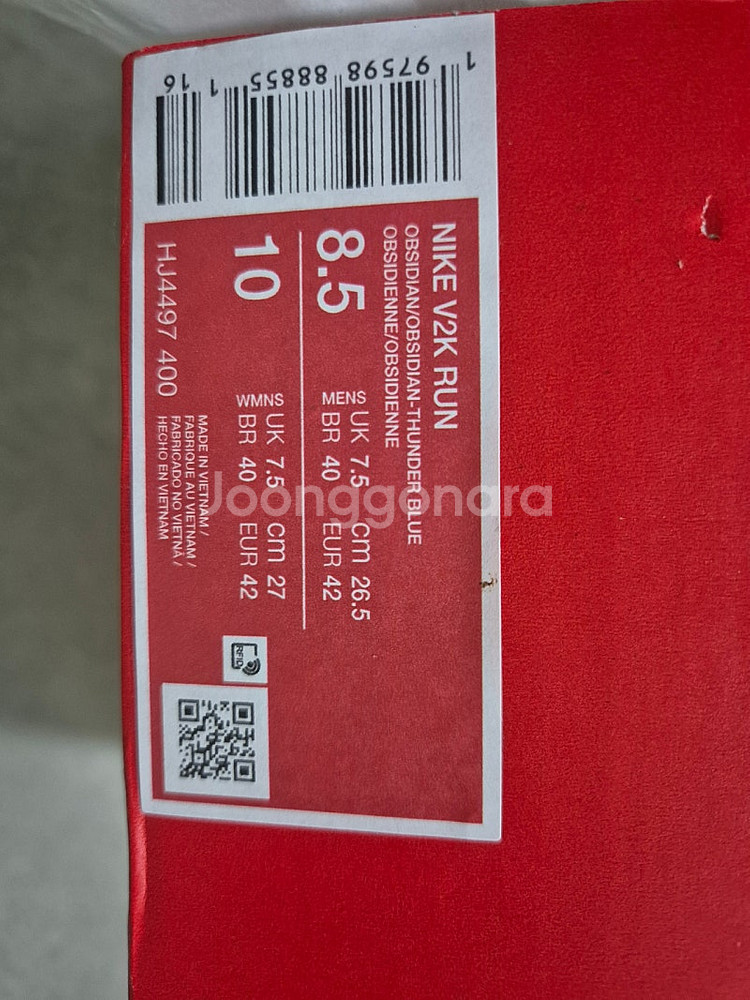 1 97598 88855 1 16
NIKE V2K RUN
OBSIDIAN/OBSIDIAN-THUNDER BLUE
OBSIDIENNE/OBSIDIENNE
8.5
MENS
UK 7.5 cm 26.5
BR 40 EUR 42
10
WMNS
UK 7.5 cm 27
BR 40 EUR 42
HJ4497 400
MADE IN VIETNAM /
FABRIQUE AU VIETNAM /
FABRICADO NO VIETNÃ /
HECHO EN VIETNAM
RFID
Joonggonara